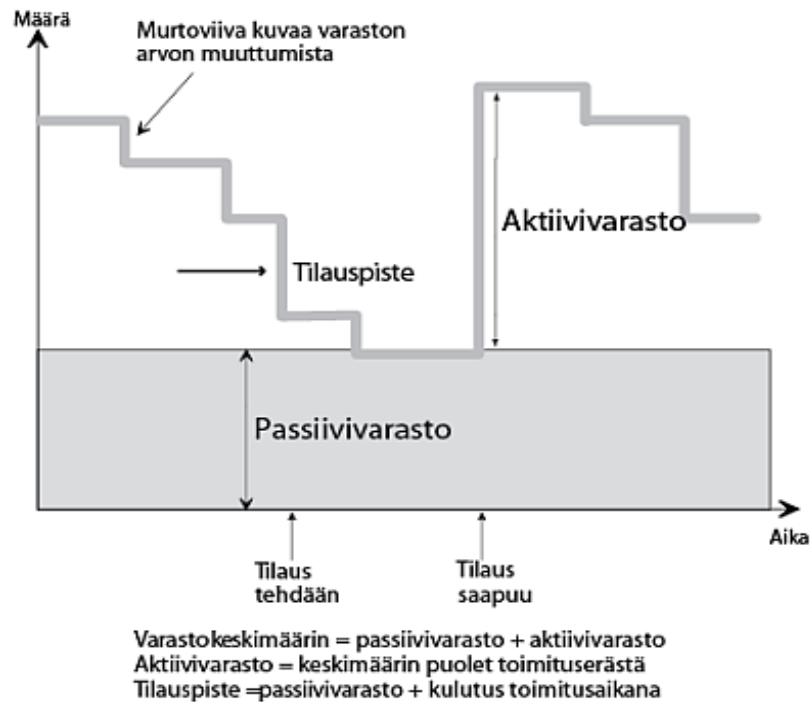 Määrä
Murtoviiva kuvaa varaston
arvon muuttumista
Aktiivivarasto
Tilauspiste
Passiivivarasto
Aika
Tilaus
tehdään
Tilaus
saapuu
Varastokeskimäärin = passiivivarasto + aktiivivarasto
Aktiivivarasto = keskimäärin puolet toimituserästä
Tilauspiste =passiivivarasto + kulutus toimitusaikana